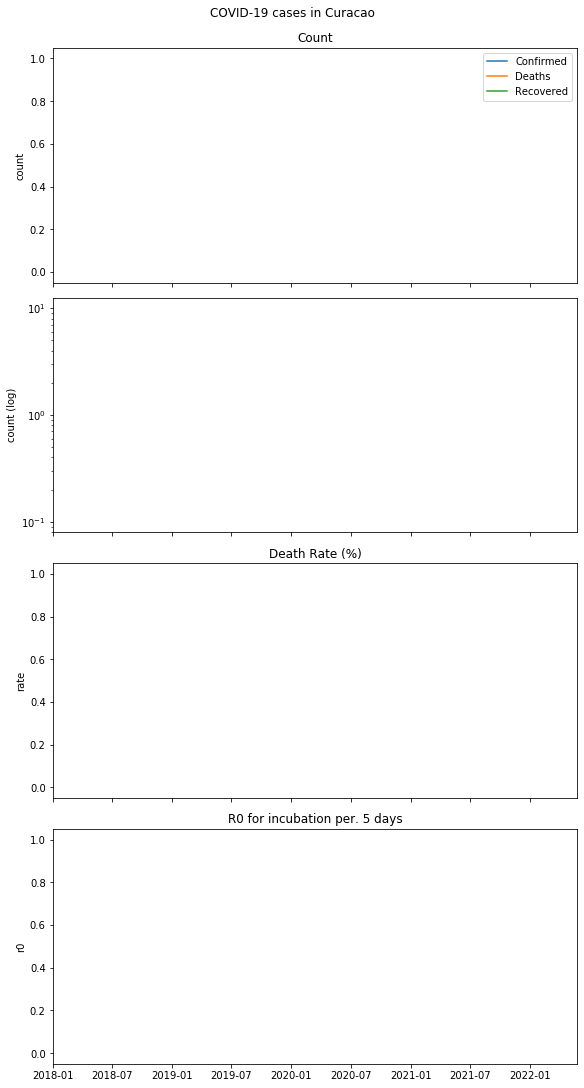 COVID-19 cases in Curacao
Count
Confirmed
Deaths
Recovered
1.0
0.8
0.6
0.4
0.2
0.0
count
10^1
10^0
10^-1
count (log)
Death Rate (%)
1.0
0.8
0.6
0.4
0.2
0.0
rate
R0 for incubation per. 5 days
1.0
0.8
0.6
0.4
0.2
0.0
r0
2018-01 2018-07 2019-01 2019-07 2020-01 2020-07 2021-01 2021-07 2022-01